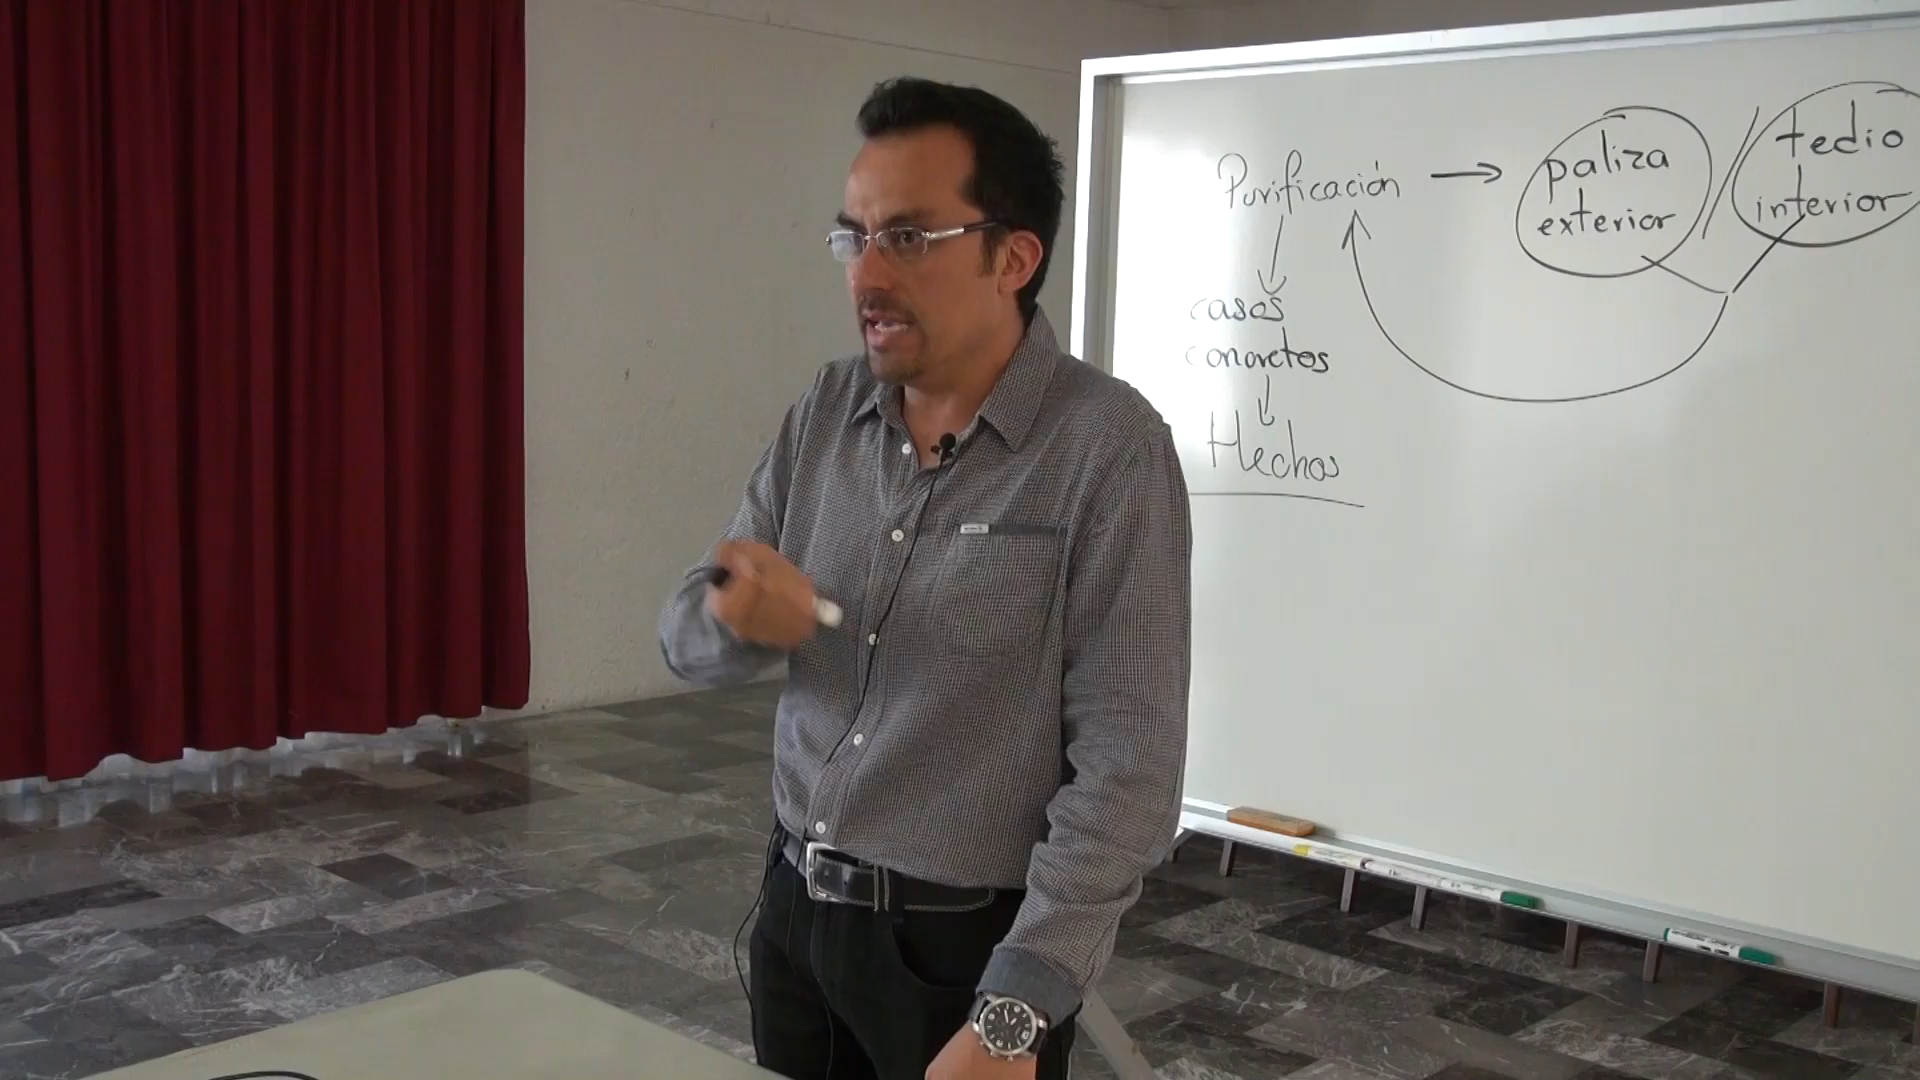 Purificación → paliza / tedio
exterior interior
casos
concretos
Hechos